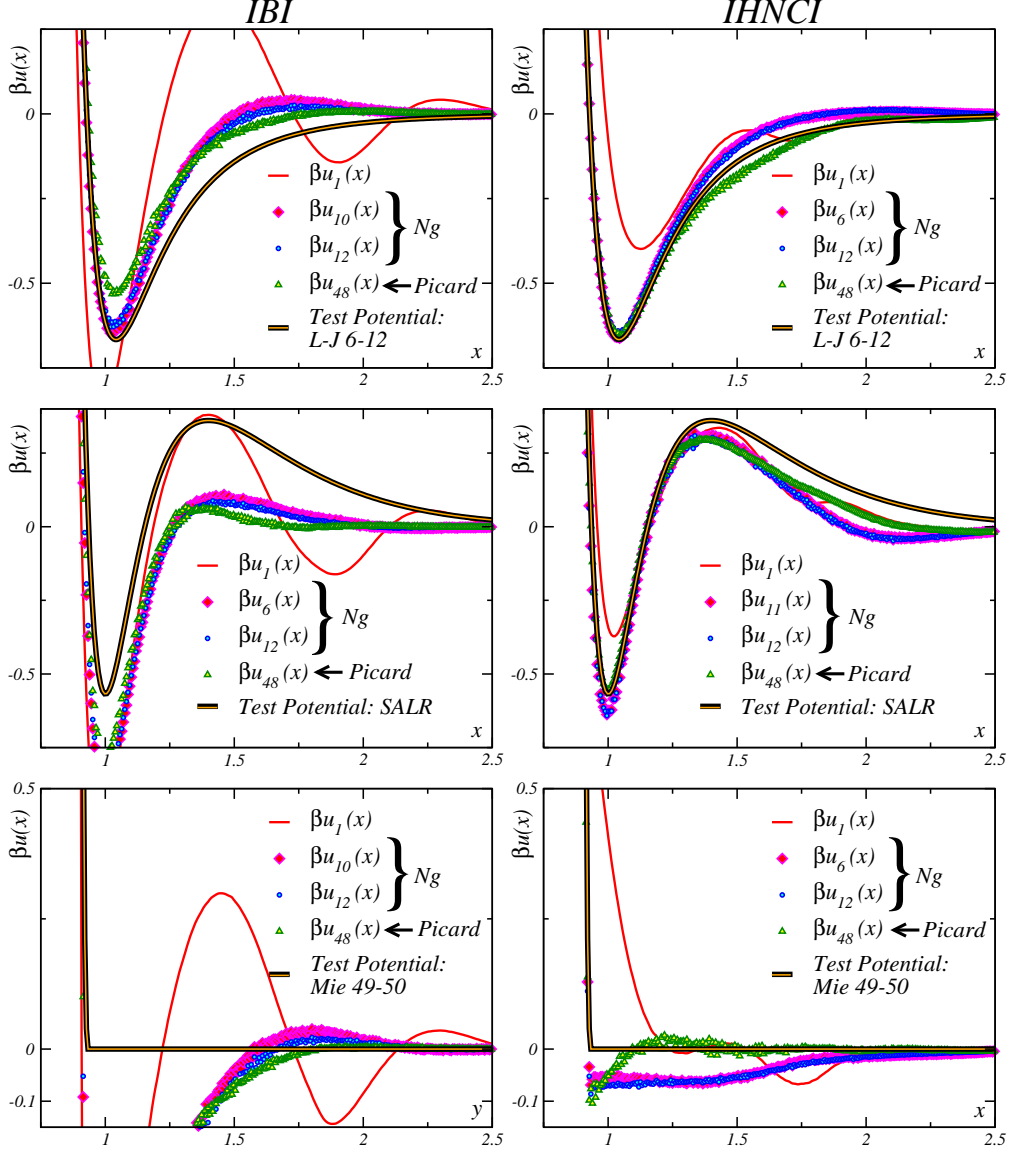 IBI
IHNCI
βu(x)
0
-0.5
βu₁(x)
βu₁₀(x)
βu₁₂(x)
Ng
βu₄₈(x) ← Picard
Test Potential:
L-J 6-12
x
1 1.5 2 2.5
βu(x)
0
-0.5
βu₁(x)
βu₆(x)
βu₁₂(x)
Ng
βu₄₈(x) ← Picard
Test Potential:
L-J 6-12
x
1 1.5 2 2.5
βu(x)
0
-0.5
βu₁(x)
βu₆(x)
βu₁₂(x)
Ng
βu₄₈(x) ← Picard
Test Potential: SALR
x
1 1.5 2 2.5
βu(x)
0
-0.5
βu₁(x)
βu₁₁(x)
βu₁₂(x)
Ng
βu₄₈(x) ← Picard
Test Potential: SALR
x
1 1.5 2 2.5
βu(x)
0.5
0
-0.1
βu₁(x)
βu₁₀(x)
βu₁₂(x)
Ng
βu₄₈(x) ← Picard
Test Potential:
Mie 49-50
y
1 1.5 2 2.5
βu(x)
0.5
0
-0.1
βu₁(x)
βu₆(x)
βu₁₂(x)
Ng
βu₄₈(x) ← Picard
Test Potential:
Mie 49-50
x
1 1.5 2 2.5